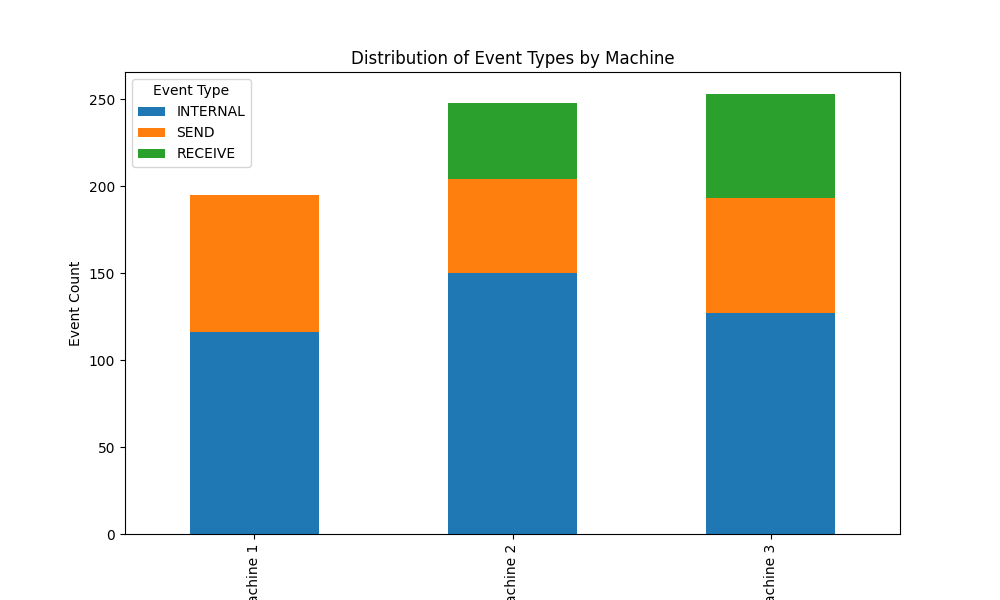 Distribution of Event Types by Machine
Event Type
INTERNAL
SEND
RECEIVE
250
200
150
100
50
0
Event Count
achine 1
achine 2
achine 3